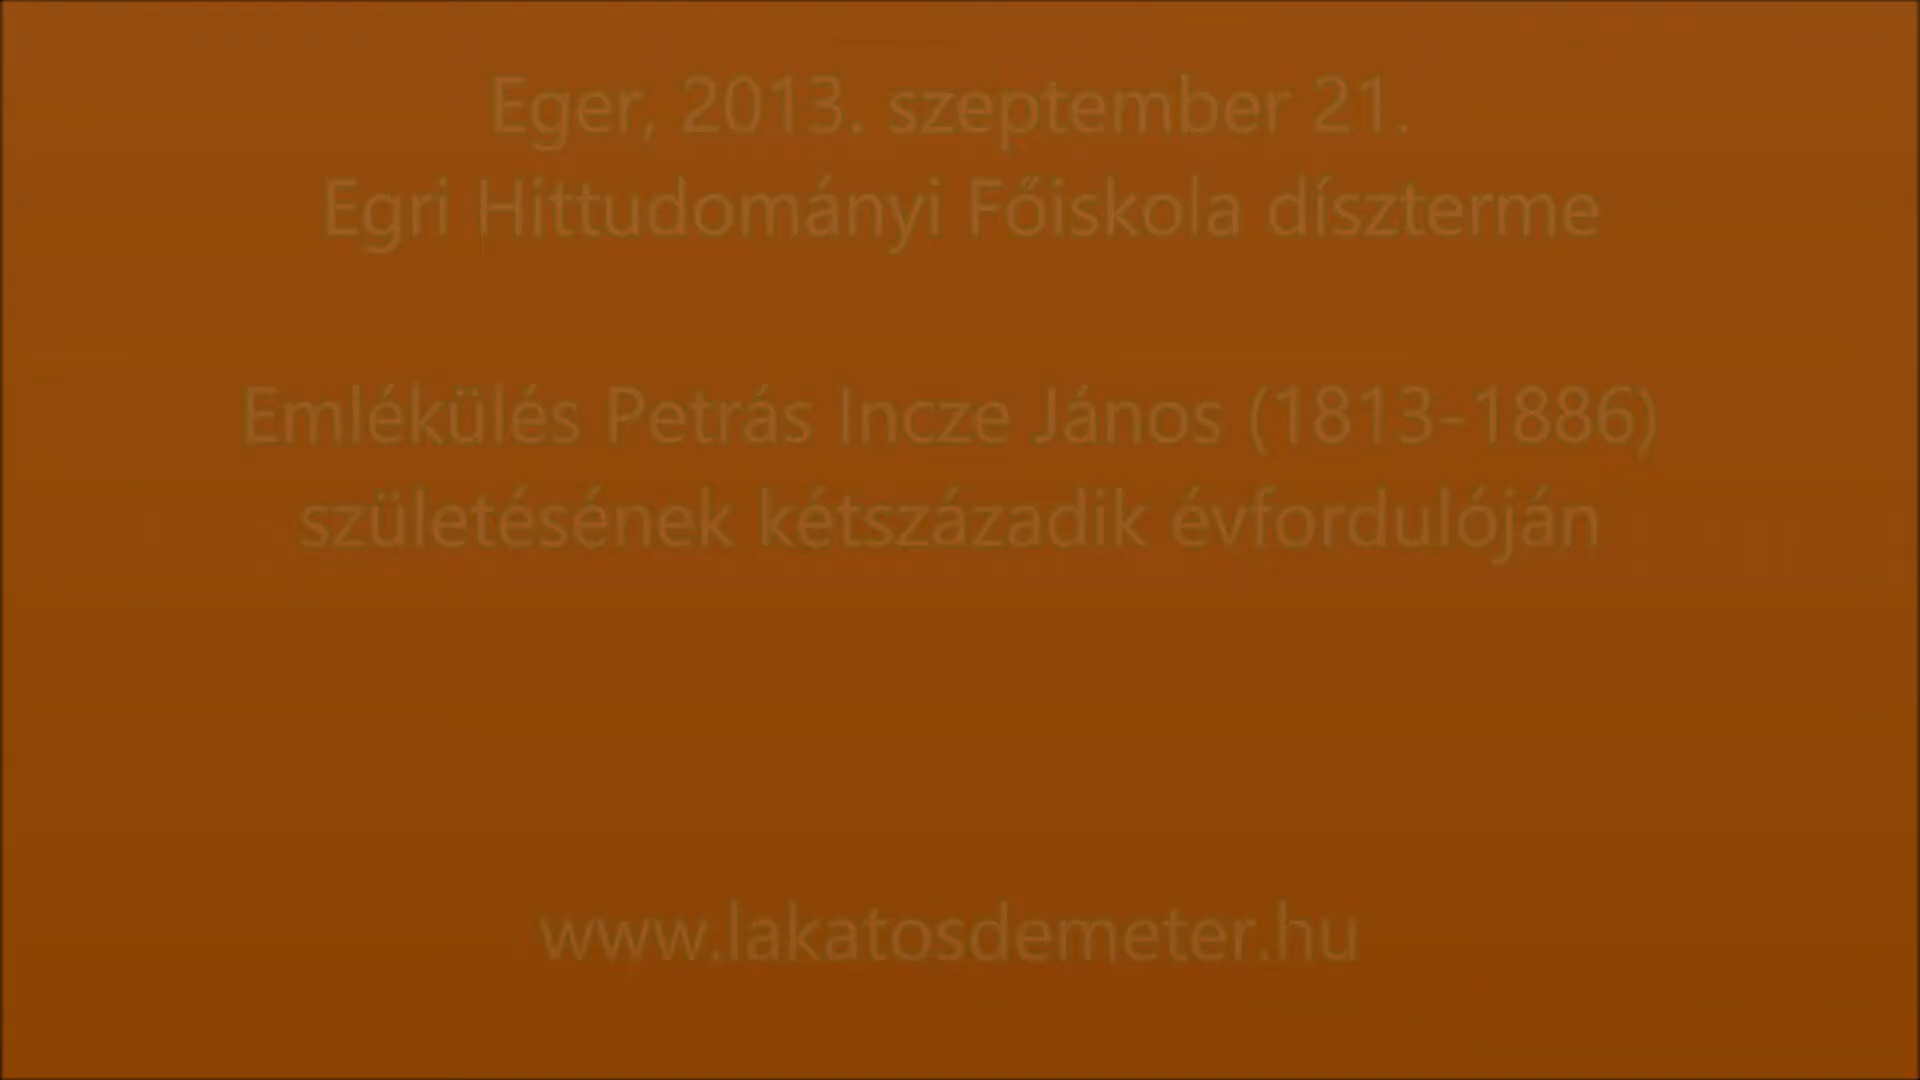 Eger, 2013. szeptember 21.
Egri Hittudományi Főiskola díszterme
Emlékülés Petrás Incze János (1813-1886)
születésének kétszázadik évfordulóján
www.lakatosdemeter.hu